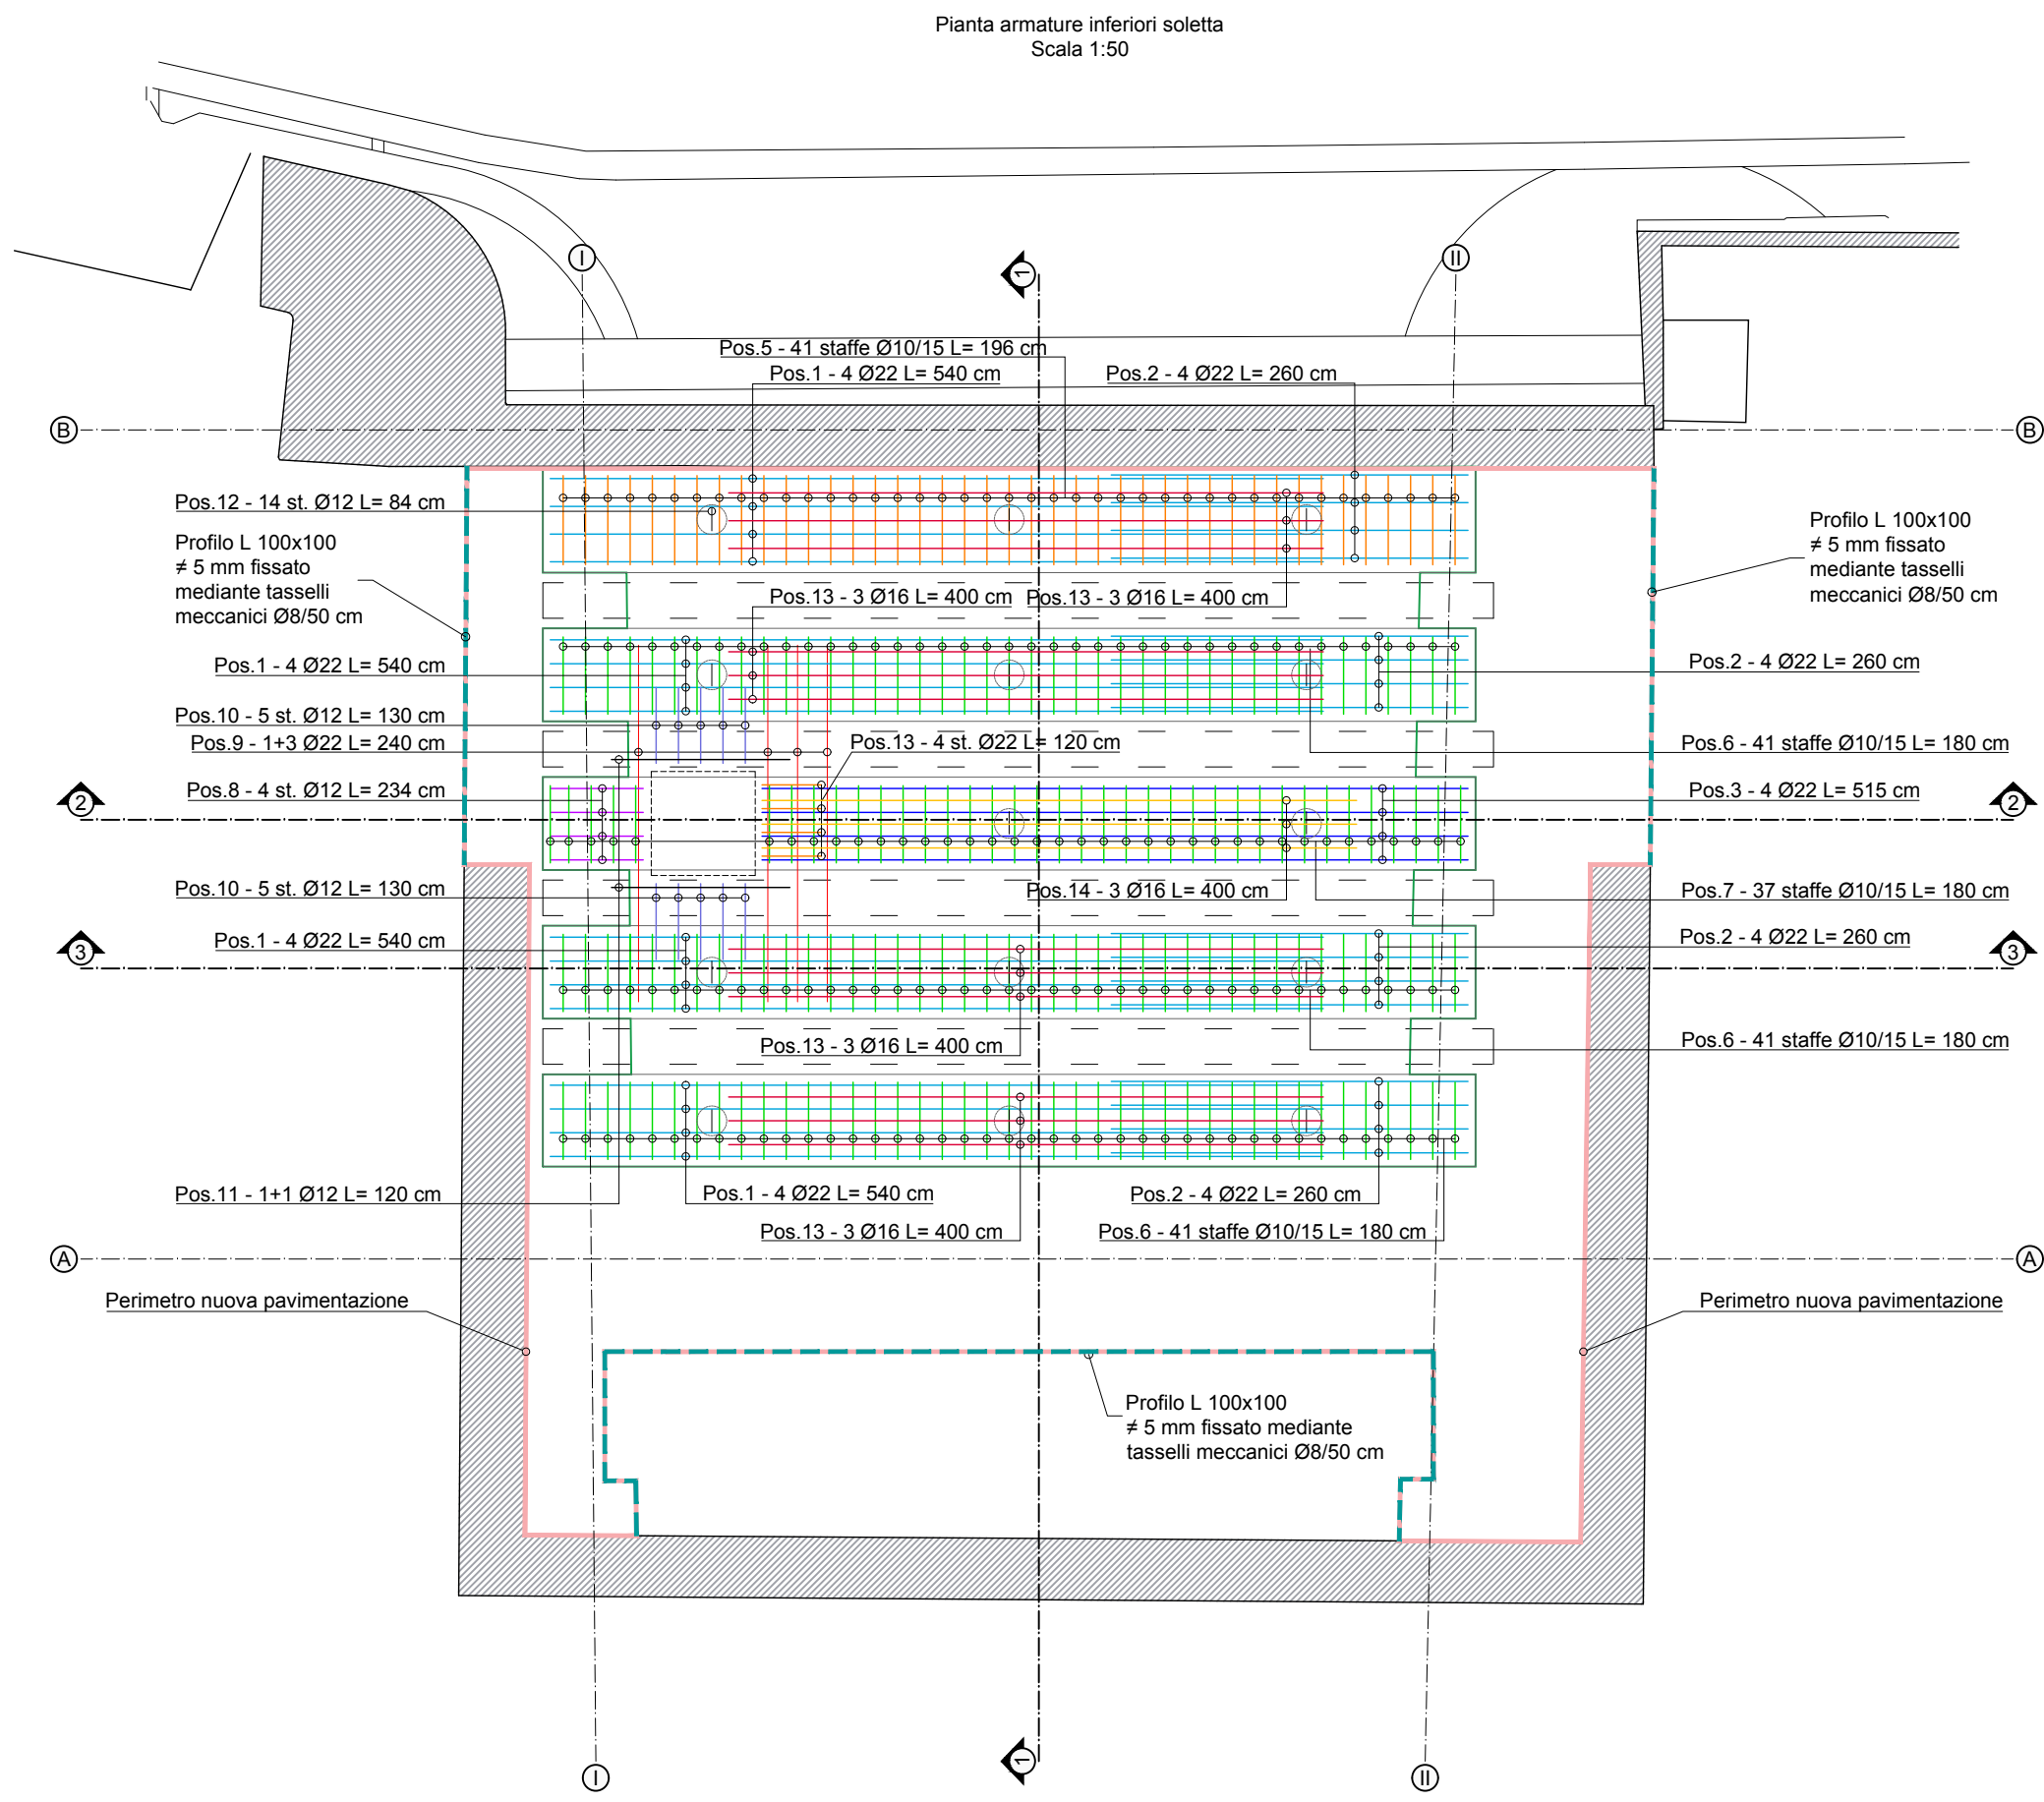 Pianta armature inferiori soletta
Scala 1:50
I
II
1
Pos.5 - 41 staffe Ø10/15 L= 196 cm
Pos.1 - 4 Ø22 L= 540 cm
Pos.2 - 4 Ø22 L= 260 cm
B
B
Pos.12 - 14 st. Ø12 L= 84 cm
Profilo L 100x100
≠ 5 mm fissato
mediante tasselli
meccanici Ø8/50 cm
Profilo L 100x100
≠ 5 mm fissato
mediante tasselli
meccanici Ø8/50 cm
Pos.13 - 3 Ø16 L= 400 cm
Pos.13 - 3 Ø16 L= 400 cm
Pos.1 - 4 Ø22 L= 540 cm
Pos.2 - 4 Ø22 L= 260 cm
Pos.10 - 5 st. Ø12 L= 130 cm
Pos.9 - 1+3 Ø22 L= 240 cm
Pos.13 - 4 st. Ø22 L= 120 cm
Pos.6 - 41 staffe Ø10/15 L= 180 cm
Pos.8 - 4 st. Ø12 L= 234 cm
Pos.3 - 4 Ø22 L= 515 cm
2
2
Pos.10 - 5 st. Ø12 L= 130 cm
Pos.14 - 3 Ø16 L= 400 cm
Pos.7 - 37 staffe Ø10/15 L= 180 cm
Pos.1 - 4 Ø22 L= 540 cm
Pos.2 - 4 Ø22 L= 260 cm
3
3
Pos.13 - 3 Ø16 L= 400 cm
Pos.6 - 41 staffe Ø10/15 L= 180 cm
Pos.11 - 1+1 Ø12 L= 120 cm
Pos.1 - 4 Ø22 L= 540 cm
Pos.2 - 4 Ø22 L= 260 cm
Pos.13 - 3 Ø16 L= 400 cm
Pos.6 - 41 staffe Ø10/15 L= 180 cm
A
A
Perimetro nuova pavimentazione
Perimetro nuova pavimentazione
Profilo L 100x100
≠ 5 mm fissato mediante
tasselli meccanici Ø8/50 cm
1
I
II